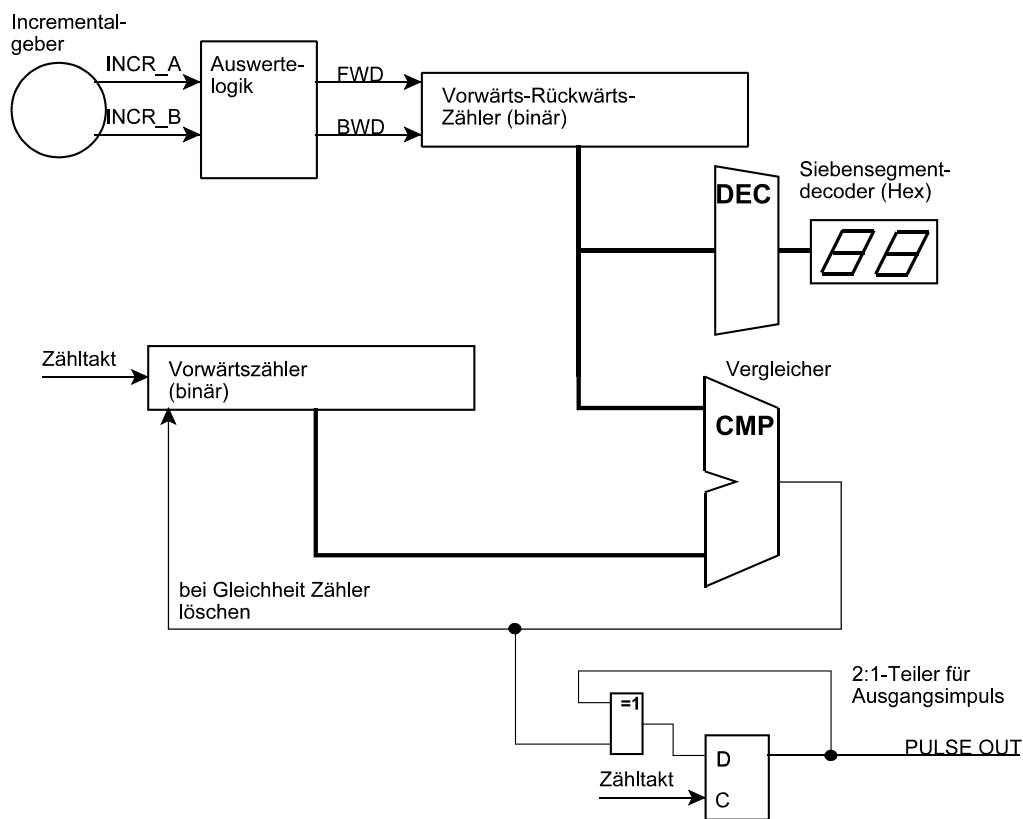 Incremental-
geber
INCR_A
INCR_B
Auswerte-
logik
FWD
BWD
Vorwärts-Rückwärts-
Zähler (binär)
DEC
Siebensegment-
decoder (Hex)
88
Zähltakt
Vorwärtszähler
(binär)
Vergleicher
CMP
bei Gleichheit Zähler
löschen
=1
2:1-Teiler für
Ausgangsimpuls
D
C
Zähltakt
PULSE OUT